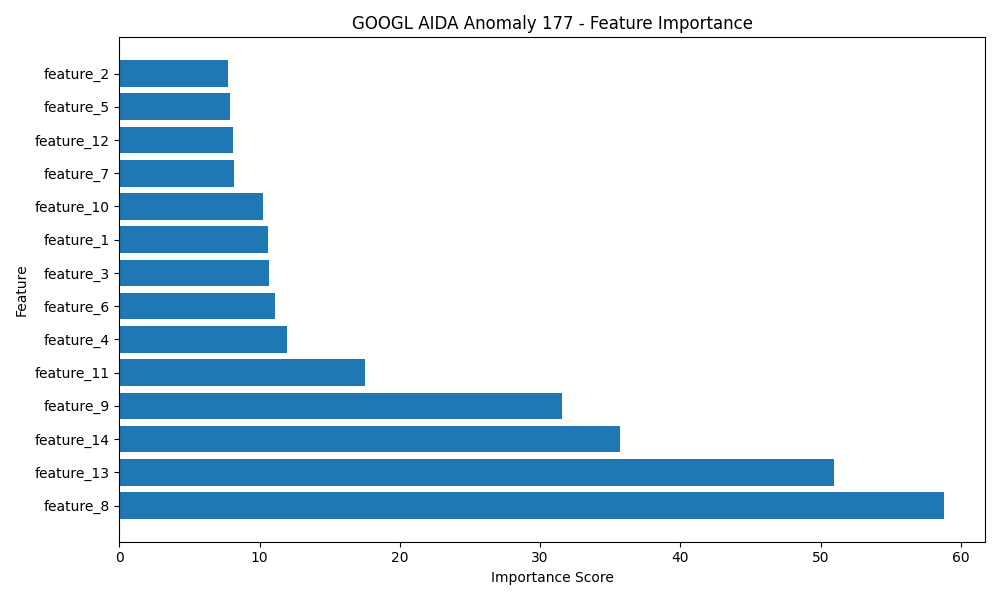 GOOGL AIDA Anomaly 177 - Feature Importance
feature_2
feature_5
feature_12
feature_7
feature_10
feature_1
feature_3
feature_6
feature_4
feature_11
feature_9
feature_14
feature_13
feature_8
Feature
0 10 20 30 40 50 60
Importance Score